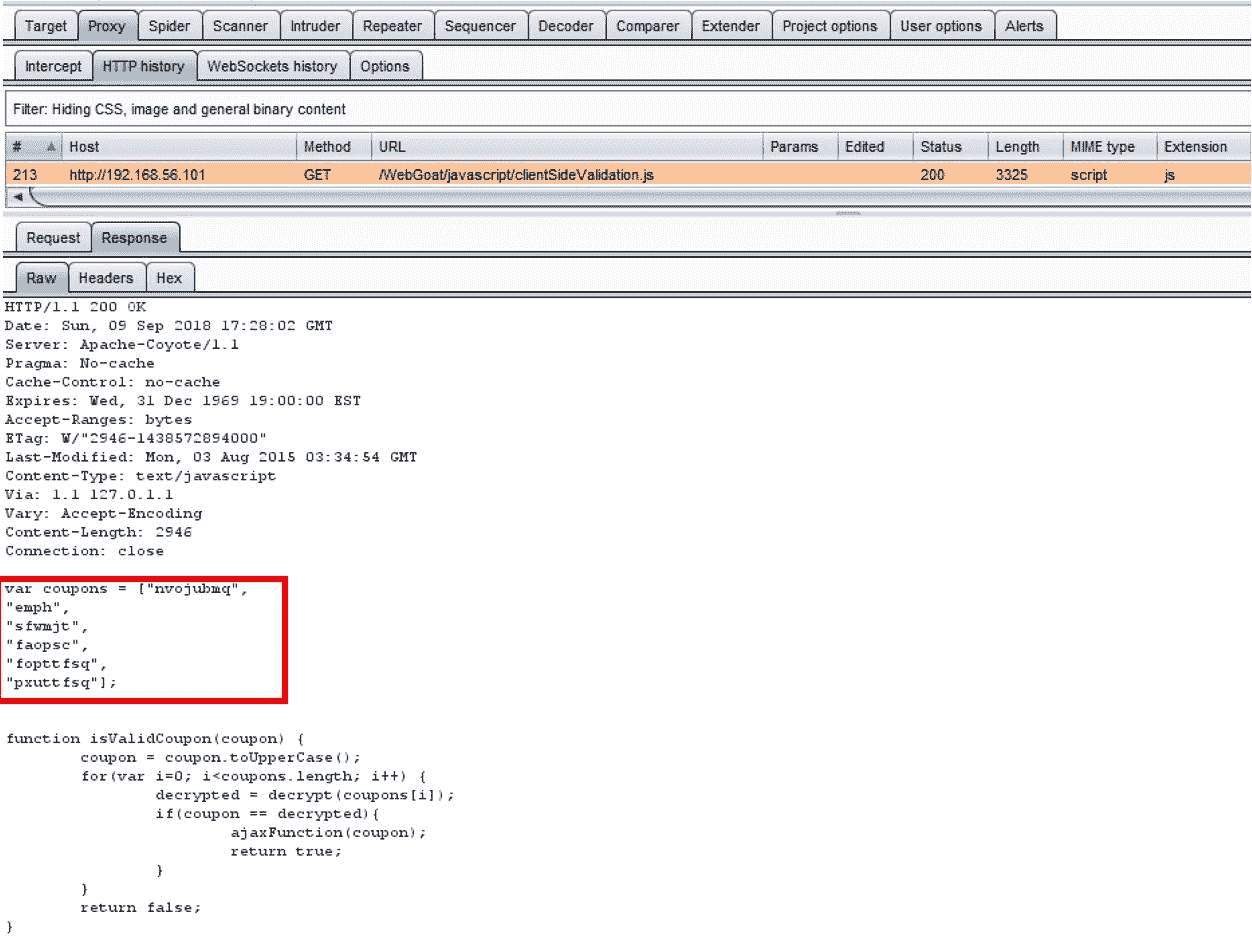 Target Proxy Spider Scanner Intruder Repeater Sequencer Decoder Comparer Extender Project options User options Alerts
Intercept HTTP history WebSockets history Options
Filter: Hiding CSS, image and general binary content
# Host Method URL Params Edited Status Length MIME type Extension
213 http://192.168.56.101 GET /WebGoat/javascript/clientSideValidation.js 200 3325 script js
Request Response
Raw Headers Hex
HTTP/1.1 200 OK
Date: Sun, 09 Sep 2018 17:28:02 GMT
Server: Apache-Coyote/1.1
Pragma: No-cache
Cache-Control: no-cache
Expires: Wed, 31 Dec 1969 19:00:00 EST
Accept-Ranges: bytes
ETag: W/"2946-1438572894000"
Last-Modified: Mon, 03 Aug 2015 03:34:54 GMT
Content-Type: text/javascript
Via: 1.1 127.0.1.1
Vary: Accept-Encoding
Content-Length: 2946
Connection: close
var coupons = ["nvojubmq",
"emph",
"sfwmjt",
"faopsc",
"fopttfsq",
"pxuttfsq"];
function isValidCoupon(coupon) {
coupon = coupon.toUpperCase();
for(var i=0; i<coupons.length; i++) {
decrypted = decrypt(coupons[i]);
if(coupon == decrypted){
ajaxFunction(coupon);
return true;
}
}
return false;
}